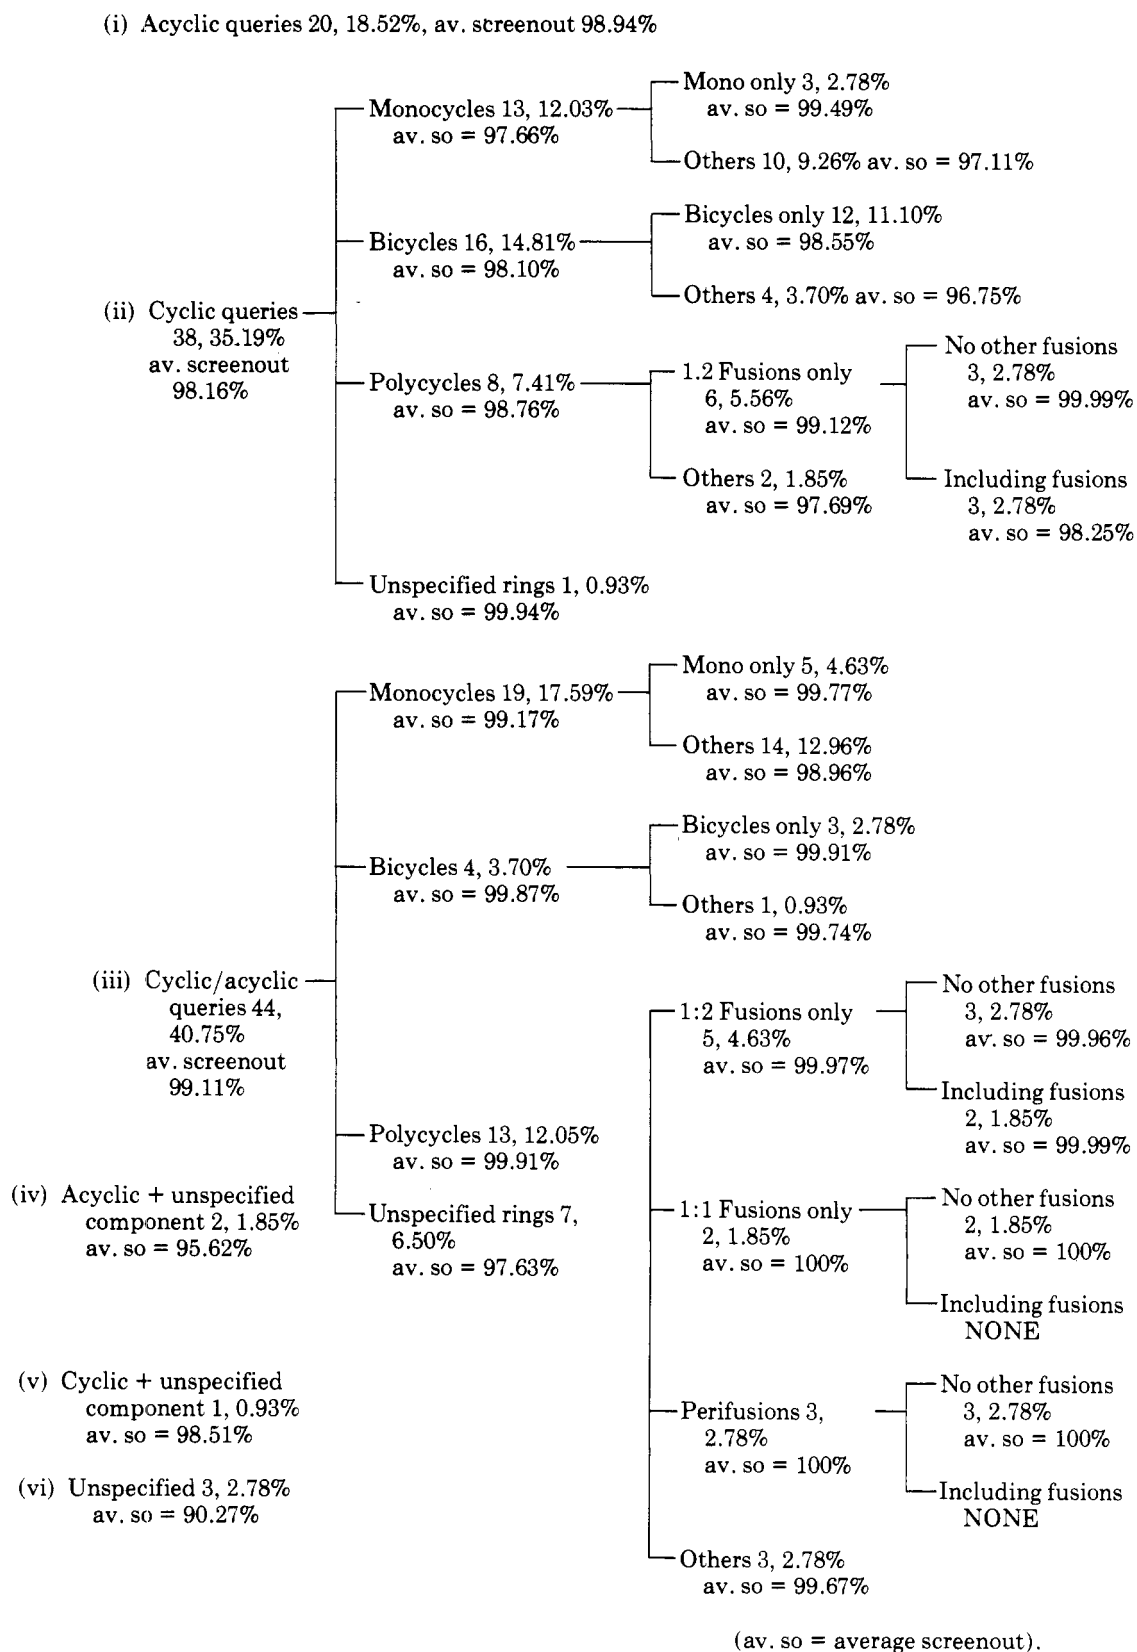 (i) Acyclic queries 20, 18.52%, av. screenout 98.94%
(ii) Cyclic queries
38, 35.19%
av. screenout
98.16%
Monocycles 13, 12.03%
av. so = 97.66%
Mono only 3, 2.78%
av. so = 99.49%
Others 10, 9.26% av. so = 97.11%
Bicycles 16, 14.81%
av. so = 98.10%
Bicycles only 12, 11.10%
av. so = 98.55%
Others 4, 3.70% av. so = 96.75%
Polycycles 8, 7.41%
av. so = 98.76%
1.2 Fusions only
6, 5.56%
av. so = 99.12%
No other fusions
3, 2.78%
av. so = 99.99%
Including fusions
3, 2.78%
av. so = 98.25%
Others 2, 1.85%
av. so = 97.69%
Unspecified rings 1, 0.93%
av. so = 99.94%
(iii) Cyclic/acyclic
queries 44,
40.75%
av. screenout
99.11%
Monocycles 19, 17.59%
av. so = 99.17%
Mono only 5, 4.63%
av. so = 99.77%
Others 14, 12.96%
av. so = 98.96%
Bicycles 4, 3.70%
av. so = 99.87%
Bicycles only 3, 2.78%
av. so = 99.91%
Others 1, 0.93%
av. so = 99.74%
Polycycles 13, 12.05%
av. so = 99.91%
1:2 Fusions only
5, 4.63%
av. so = 99.97%
No other fusions
3, 2.78%
av. so = 99.96%
Including fusions
2, 1.85%
av. so = 99.99%
1:1 Fusions only
2, 1.85%
av. so = 100%
No other fusions
2, 1.85%
av. so = 100%
Including fusions
NONE
Perifusions 3,
2.78%
av. so = 100%
No other fusions
3, 2.78%
av. so = 100%
Including fusions
NONE
Others 3, 2.78%
av. so = 99.67%
Unspecified rings 7,
6.50%
av. so = 97.63%
(iv) Acyclic + unspecified
component 2, 1.85%
av. so = 95.62%
(v) Cyclic + unspecified
component 1, 0.93%
av. so = 98.51%
(vi) Unspecified 3, 2.78%
av. so = 90.27%
(av. so = average screenout).